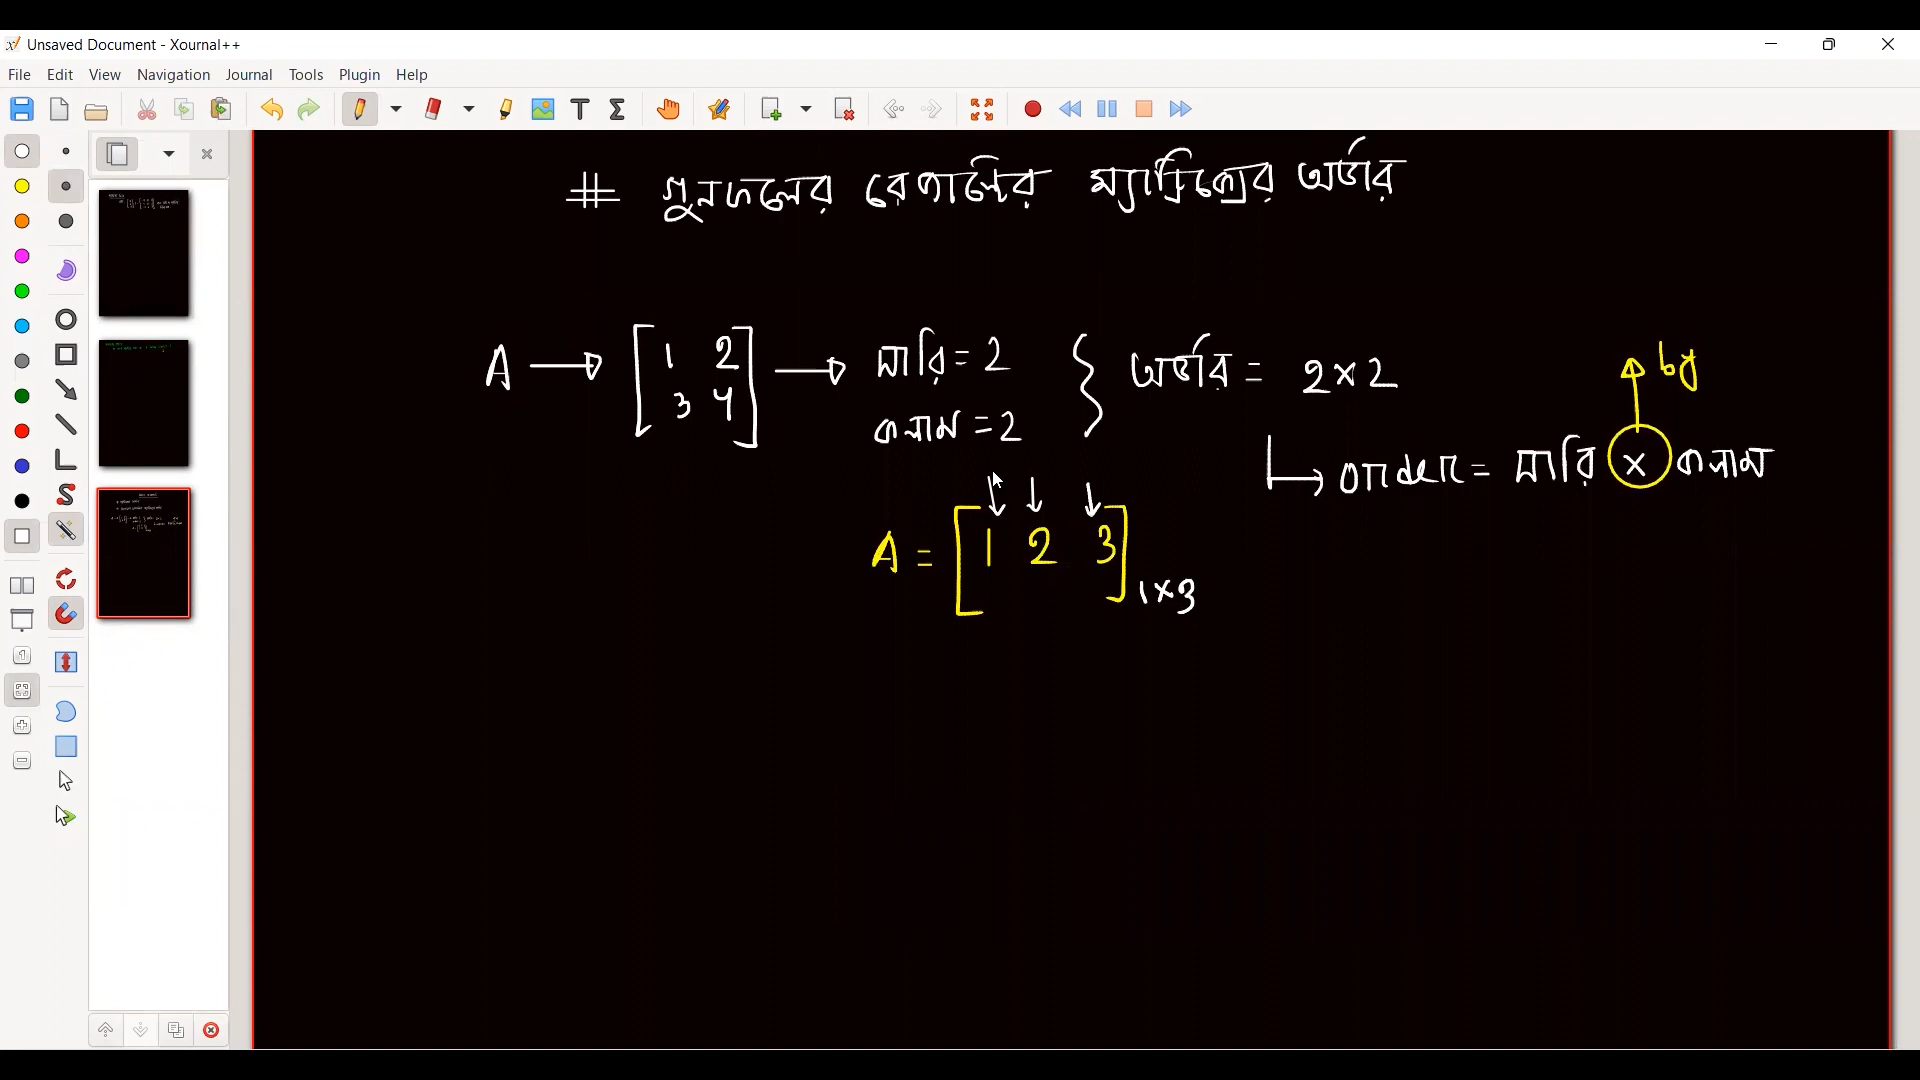 Unsaved Document - Xournal++
File Edit View Navigation Journal Tools Plugin Help
# গুনফলের রেজাল্টের ম্যাট্রিক্সের অর্ডার
A → [1 2
3 4] → সারি = 2
কলাম = 2 } অর্ডার = 2 × 2
by
↳ order = সারি × কলাম
A = [1 2 3] 1×3